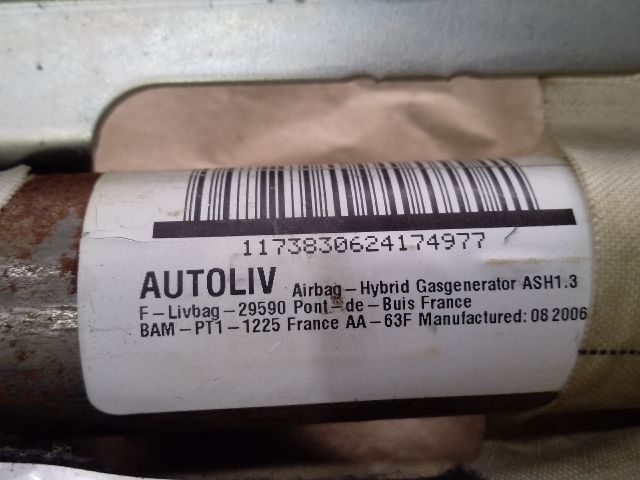 1173830624174977
AUTOLIV Airbag-Hybrid Gasgenerator ASH1.3
F-Livbag-29590 Pont-de-Buis France
BAM-PT1-1225 France AA-63F Manufactured: 08 2006